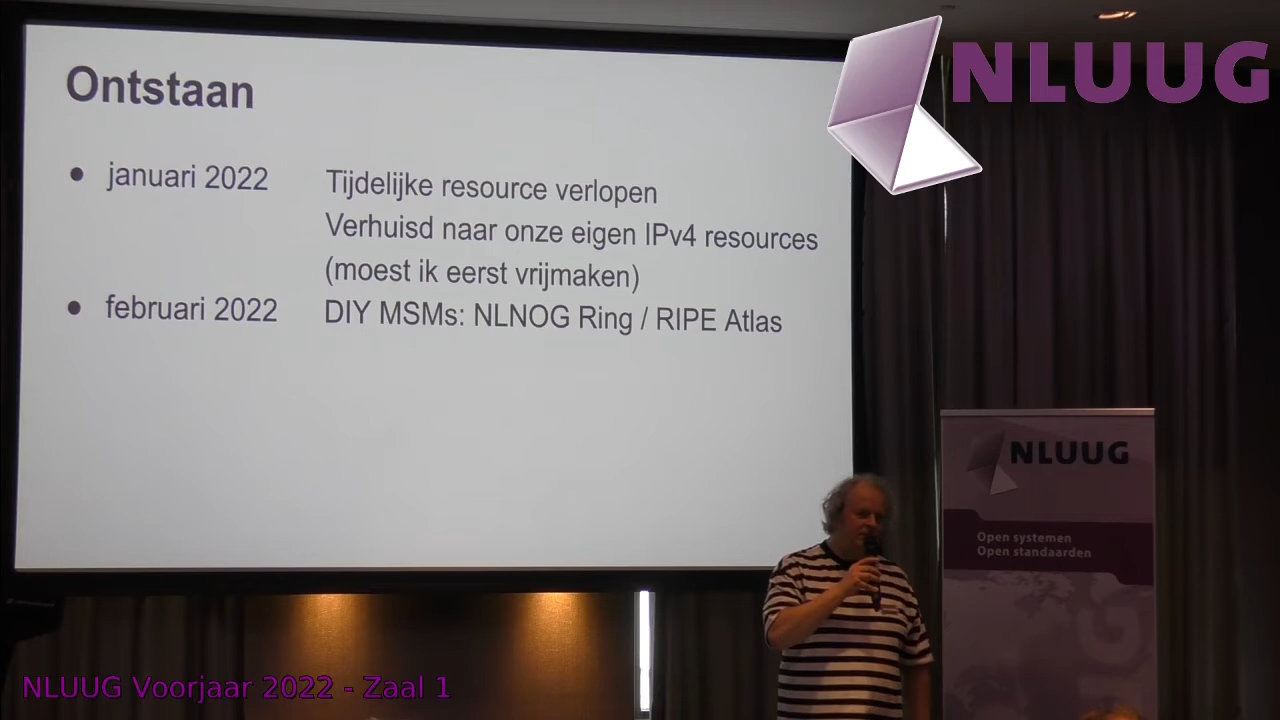 Ontstaan
NLUUG
● januari 2022 Tijdelijke resource verlopen
Verhuisd naar onze eigen IPv4 resources
(moest ik eerst vrijmaken)
● februari 2022 DIY MSMs: NLNOG Ring / RIPE Atlas
NLUUG
Open systemen
Open standaarden
NLUUG Voorjaar 2022 - Zaal 1